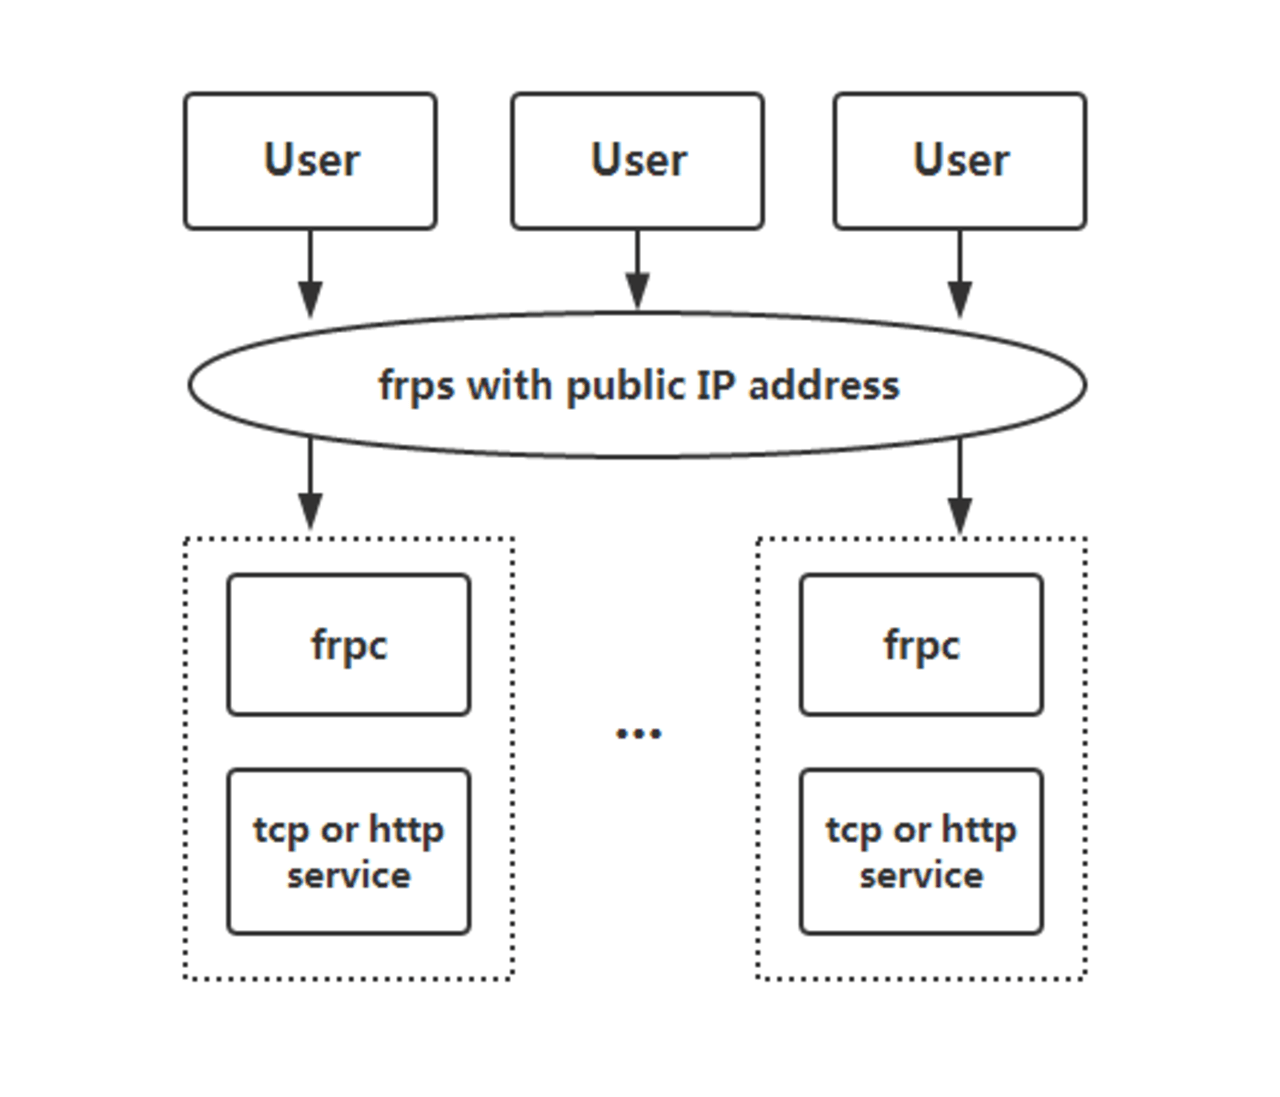 User
User
User
frps with public IP address
frpc
frpc
...
tcp or http
service
tcp or http
service